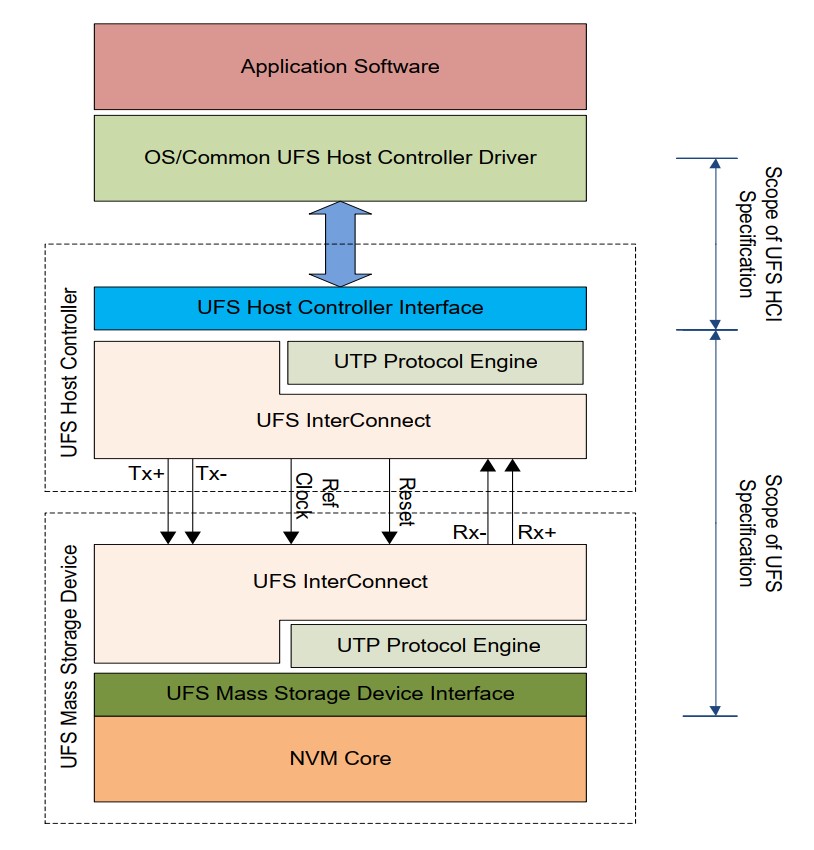 Application Software
OS/Common UFS Host Controller Driver
Scope of UFS HCI
Specification
UFS Host Controller
UFS Host Controller Interface
UTP Protocol Engine
UFS InterConnect
Tx+
Tx-
Ref
Clock
Reset
Rx-
Rx+
Scope of UFS
Specification
UFS Mass Storage Device
UFS InterConnect
UTP Protocol Engine
UFS Mass Storage Device Interface
NVM Core